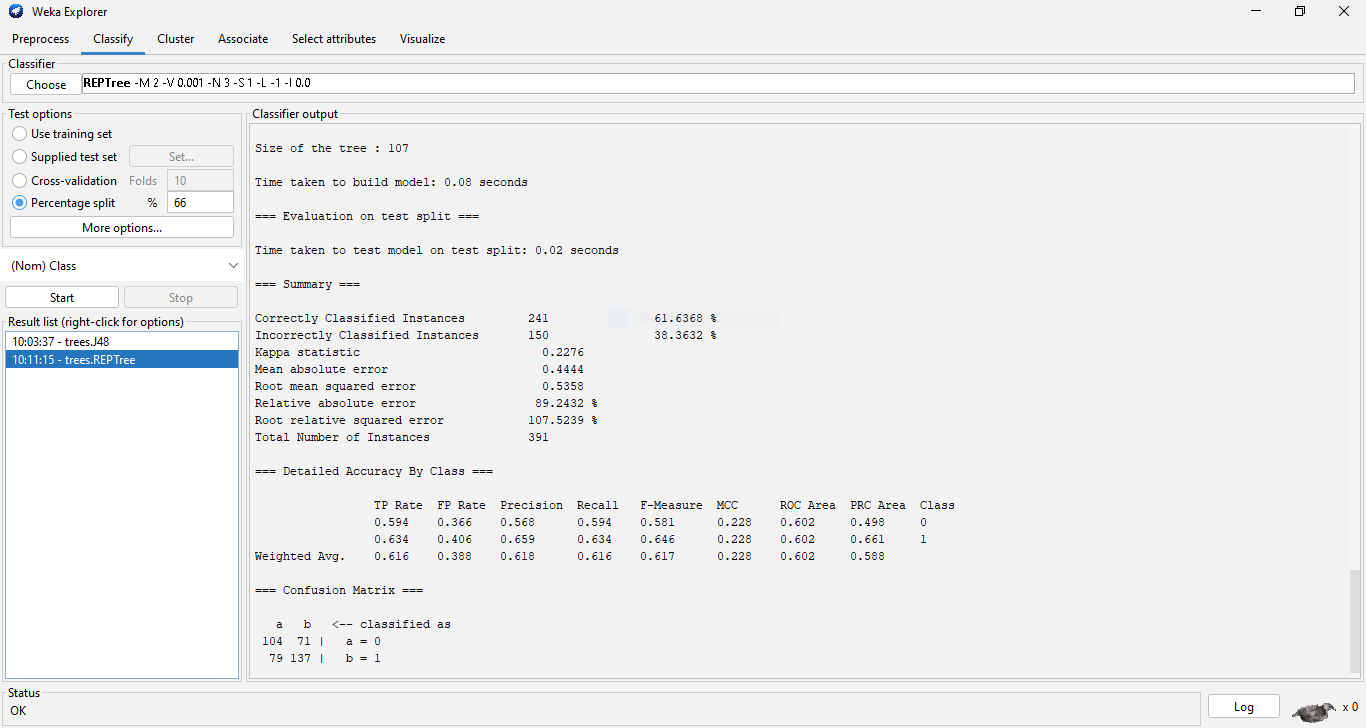 Weka Explorer
Preprocess Classify Cluster Associate Select attributes Visualize
Classifier
Choose REPTree -M 2 -V 0.001 -N 3 -S 1 -L -1 -I 0.0
Test options
Use training set
Supplied test set Set...
Cross-validation Folds 10
Percentage split % 66
More options...
(Nom) Class
Start Stop
Result list (right-click for options)
10:03:37 - trees.J48
10:11:15 - trees.REPTree
Classifier output
Size of the tree : 107
Time taken to build model: 0.08 seconds
=== Evaluation on test split ===
Time taken to test model on test split: 0.02 seconds
=== Summary ===
Correctly Classified Instances 241 61.6368 %
Incorrectly Classified Instances 150 38.3632 %
Kappa statistic 0.2276
Mean absolute error 0.4444
Root mean squared error 0.5358
Relative absolute error 89.2432 %
Root relative squared error 107.5239 %
Total Number of Instances 391
=== Detailed Accuracy By Class ===
TP Rate FP Rate Precision Recall F-Measure MCC ROC Area PRC Area Class
0.594 0.366 0.568 0.594 0.581 0.228 0.602 0.498 0
0.634 0.406 0.659 0.634 0.646 0.228 0.602 0.661 1
Weighted Avg. 0.616 0.388 0.618 0.616 0.617 0.228 0.602 0.588
=== Confusion Matrix ===
a b <-- classified as
104 71 | a = 0
79 137 | b = 1
Status
OK
Log x 0